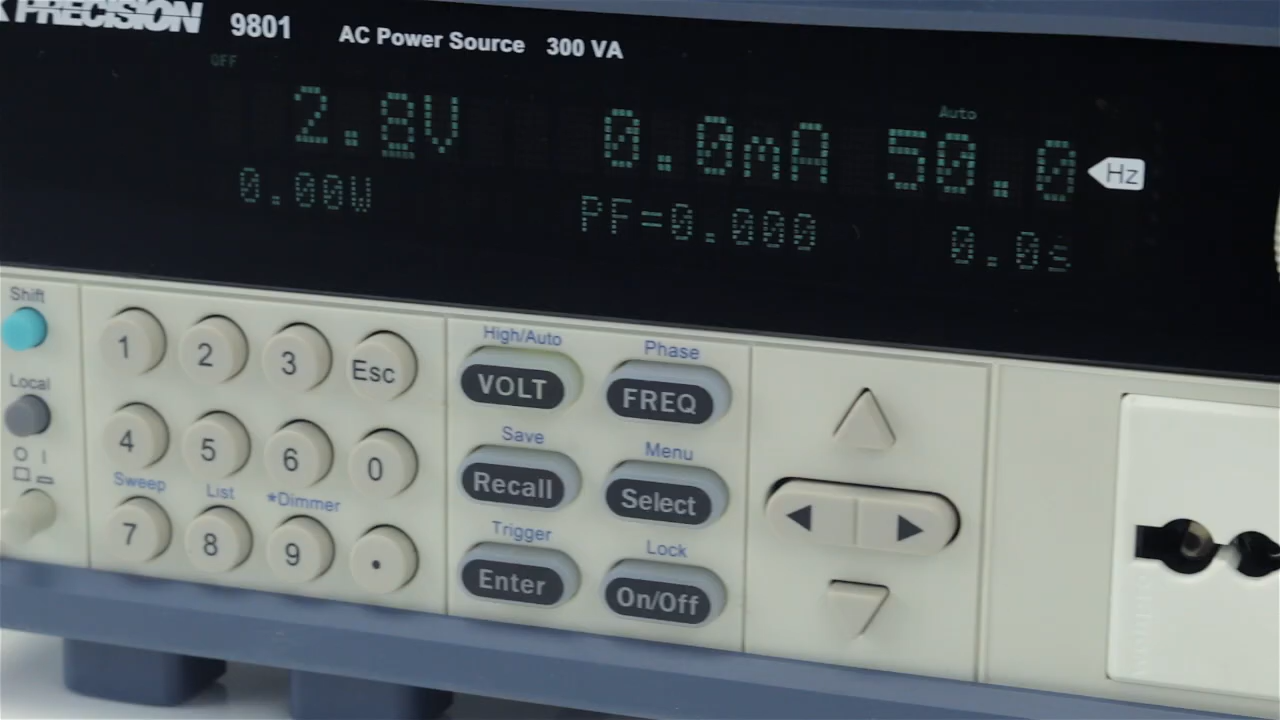 K PRECISION 9801 AC Power Source 300 VA
OFF
Auto
2.8V 0.0mA 50.0 Hz
0.00W PF=0.000 0.0s
Shift
High/Auto Phase
1 2 3 Esc VOLT FREQ
Local
Save Menu
4 5 6 0 Recall Select
O I
Sweep List *Dimmer Trigger Lock
7 8 9 . Enter On/Off